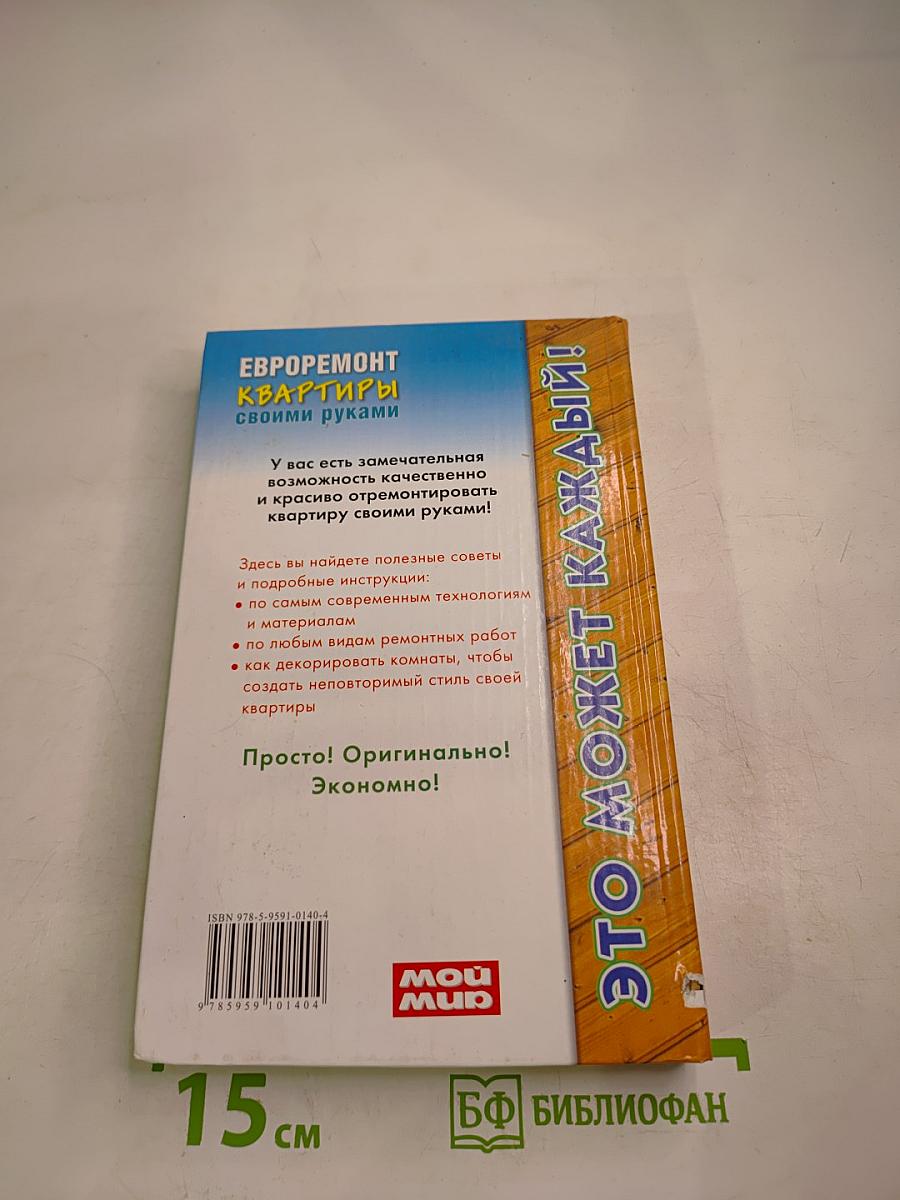 ЕВРОРЕМОНТ
КВАРТИРЫ
своими руками
У вас есть замечательная
возможность качественно
и красиво отремонтировать
квартиру своими руками!
Здесь вы найдете полезные советы
и подробные инструкции:
• по самым современным технологиям
и материалам
• по любым видам ремонтных работ
• как декорировать комнаты, чтобы
создать неповторимый стиль своей
квартиры
Просто! Оригинально!
Экономно!
ISBN 978-5-9591-0140-4
9 785959 101404
мой
мир
ЭТО МОЖЕТ КАЖДЫЙ!
15 см
БФ БИБЛИОФАН